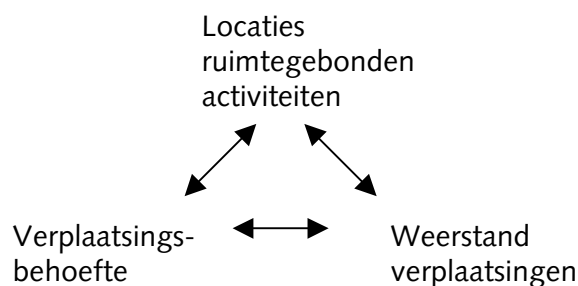 Locaties
ruimtegebonden
activiteiten
Verplaatsings-
behoefte
Weerstand
verplaatsingen